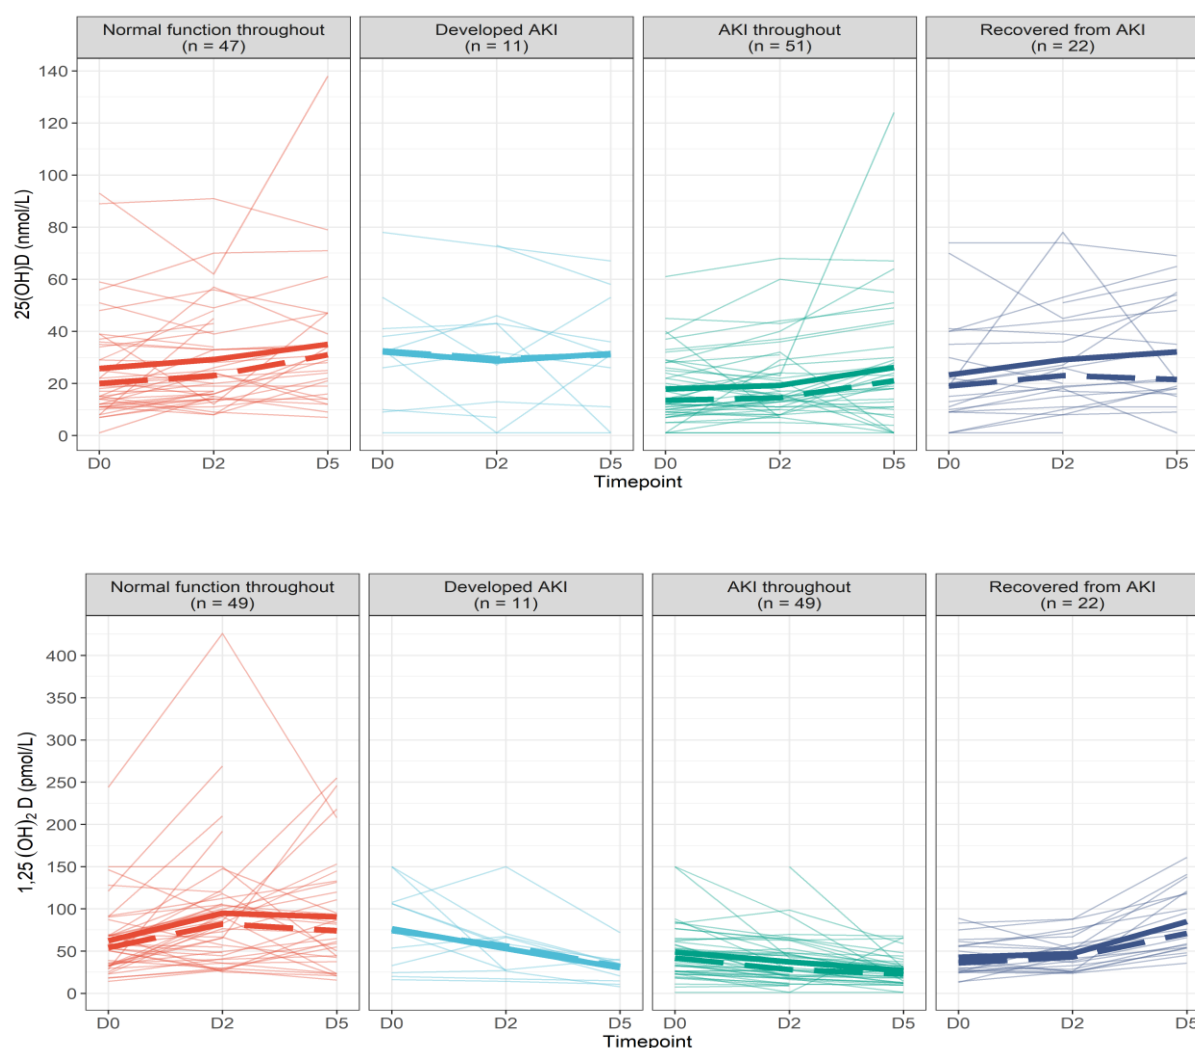 Normal function throughout
(n = 47)
Developed AKI
(n = 11)
AKI throughout
(n = 51)
Recovered from AKI
(n = 22)
25(OH)D (nmol/L)
140
120
100
80
60
40
20
0
D0 D2 D5 D0 D2 D5 D0 D2 D5 D0 D2 D5
Timepoint
Normal function throughout
(n = 49)
Developed AKI
(n = 11)
AKI throughout
(n = 49)
Recovered from AKI
(n = 22)
1,25 (OH)₂ D (pmol/L)
400
350
300
250
200
150
100
50
0
D0 D2 D5 D0 D2 D5 D0 D2 D5 D0 D2 D5
Timepoint